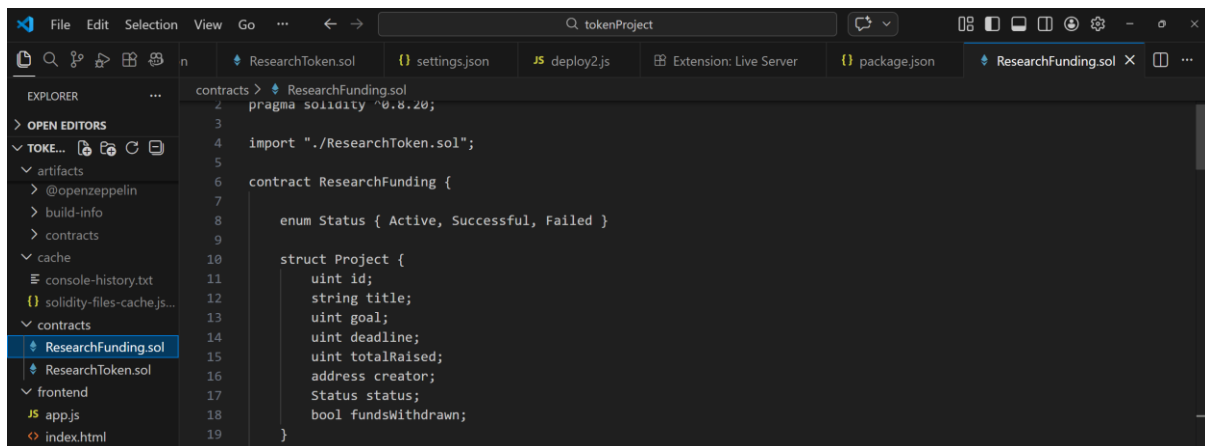 File Edit Selection View Go ... tokenProject
n ResearchToken.sol {} settings.json JS deploy2.js Extension: Live Server {} package.json ResearchFunding.sol ...
EXPLORER ...
contracts > ResearchFunding.sol
OPEN EDITORS
TOKE...
artifacts
@openzeppelin
build-info
contracts
cache
console-history.txt
{} solidity-files-cache.js...
contracts
ResearchFunding.sol
ResearchToken.sol
frontend
JS app.js
<> index.html
2 pragma solidity ^0.8.20;
3
4 import "./ResearchToken.sol";
5
6 contract ResearchFunding {
7
8 enum Status { Active, Successful, Failed }
9
10 struct Project {
11 uint id;
12 string title;
13 uint goal;
14 uint deadline;
15 uint totalRaised;
16 address creator;
17 Status status;
18 bool fundsWithdrawn;
19 }